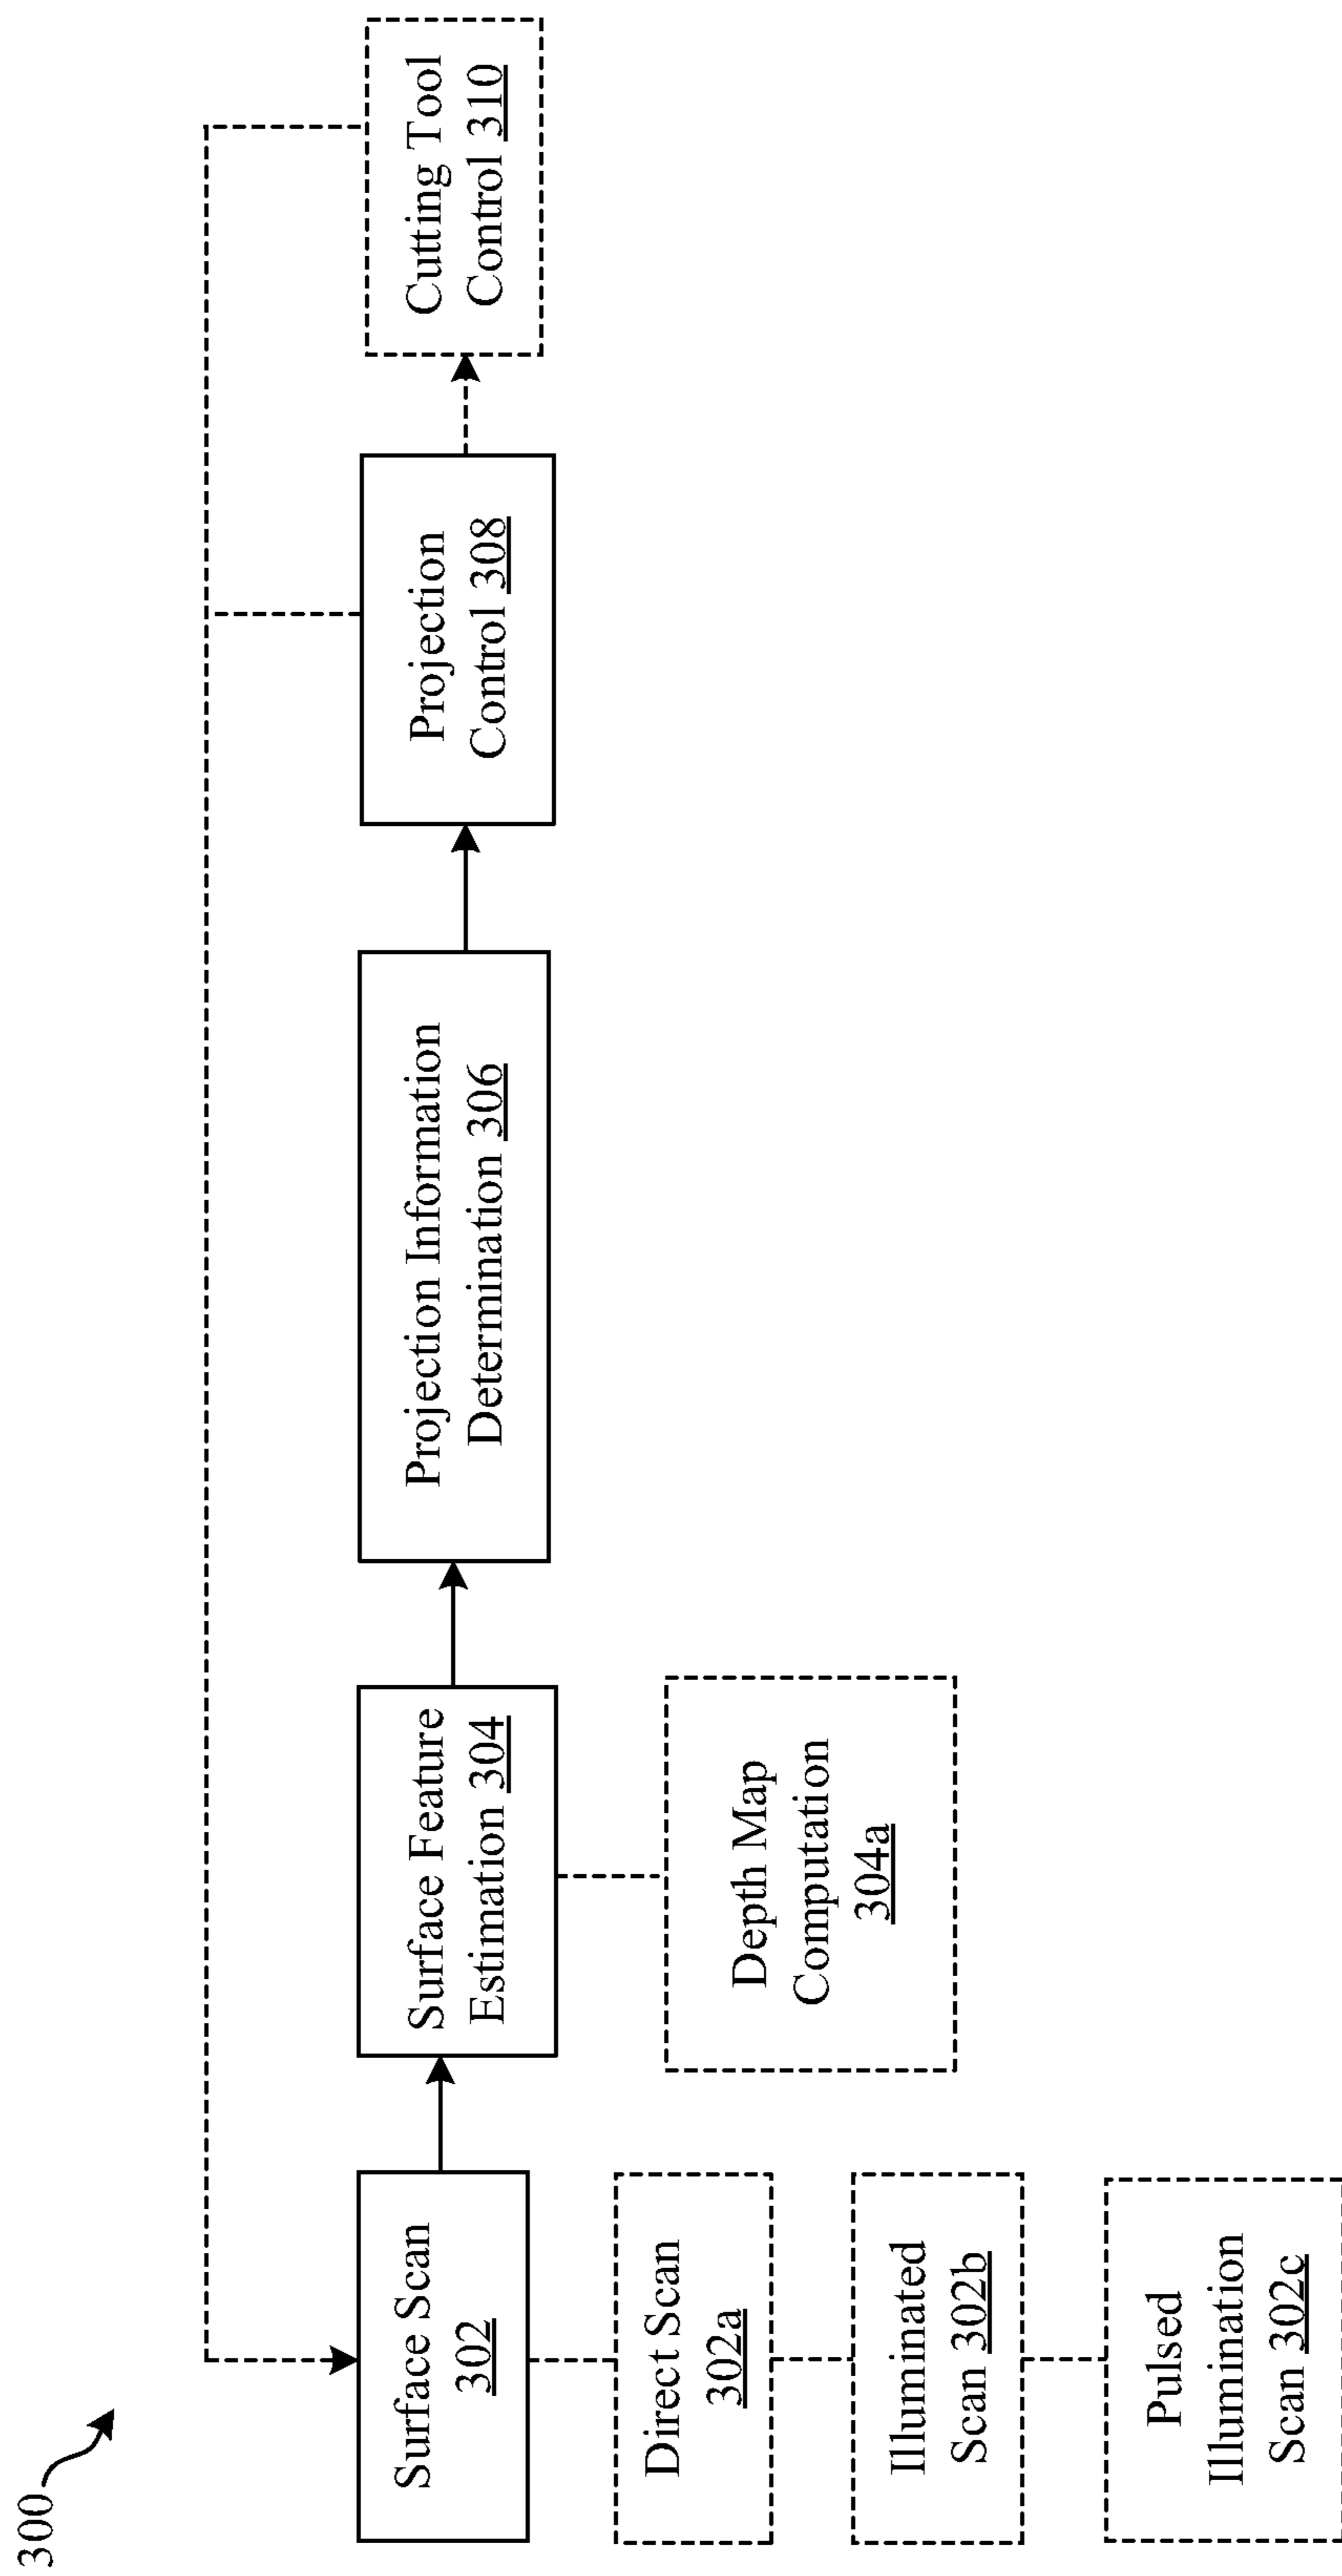 300
Surface Scan
302
Direct Scan
302a
Illuminated
Scan 302b
Pulsed
Illumination
Scan 302c
Surface Feature
Estimation 304
Depth Map
Computation
304a
Projection Information
Determination 306
Projection
Control 308
Cutting Tool
Control 310